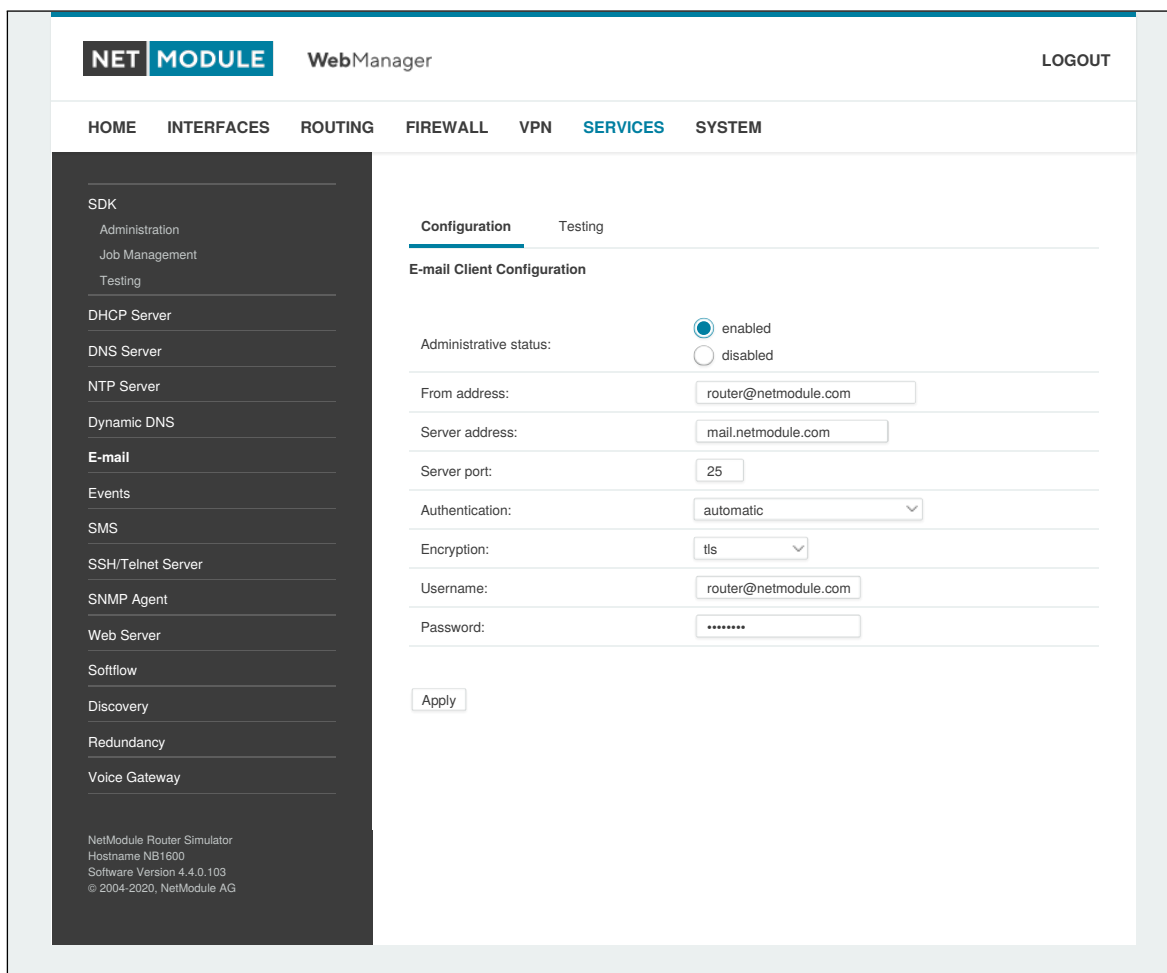 NET MODULE WebManager LOGOUT
HOME INTERFACES ROUTING FIREWALL VPN SERVICES SYSTEM
SDK
Administration
Job Management
Testing
DHCP Server
DNS Server
NTP Server
Dynamic DNS
E-mail
Events
SMS
SSH/Telnet Server
SNMP Agent
Web Server
Softflow
Discovery
Redundancy
Voice Gateway
NetModule Router Simulator
Hostname NB1600
Software Version 4.4.0.103
© 2004-2020, NetModule AG
Configuration Testing
E-mail Client Configuration
Administrative status: enabled
disabled
From address: router@netmodule.com
Server address: mail.netmodule.com
Server port: 25
Authentication: automatic
Encryption: tls
Username: router@netmodule.com
Password: ••••••••
Apply